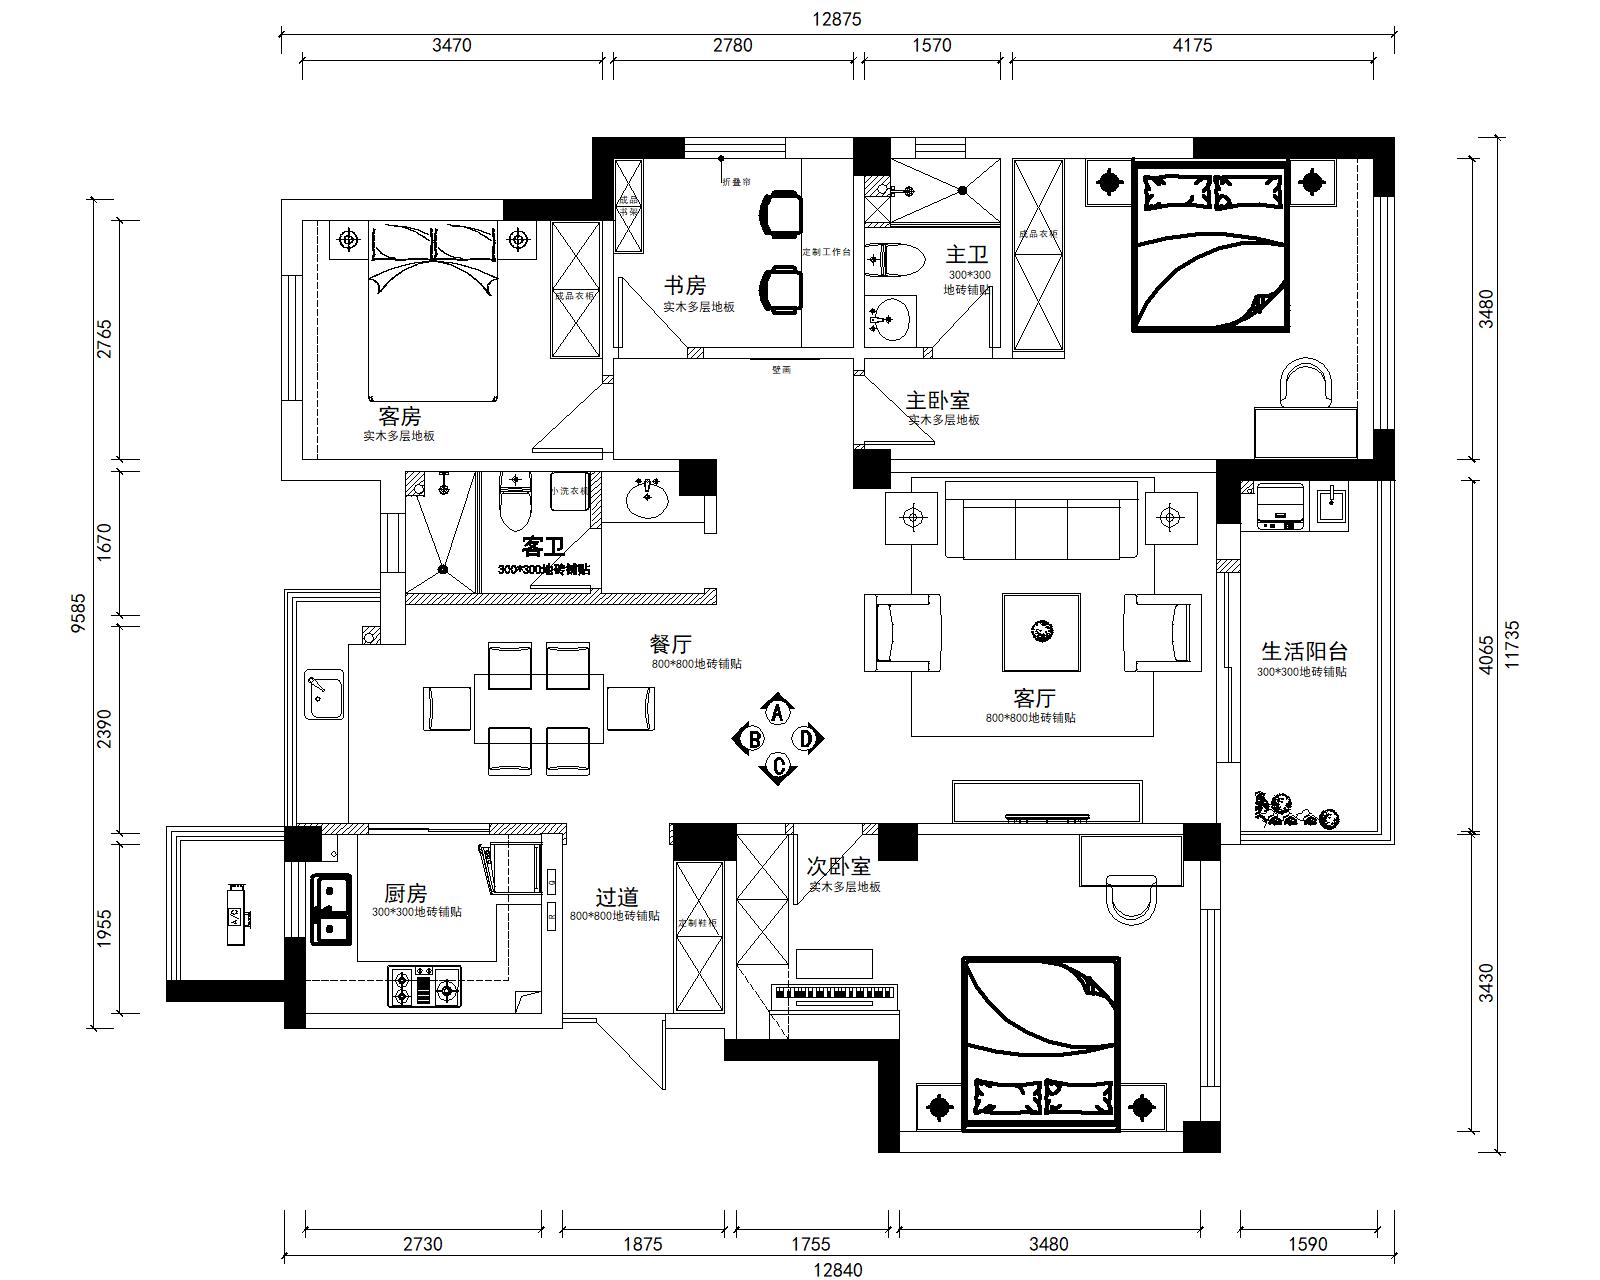 12875
3470
2780
1570
4175
折叠帘
成品
书架
定制工作台
主卫
300*300
地砖铺贴
成品衣柜
书房
实木多层地板
成品衣柜
壁画
客房
实木多层地板
主卧室
实木多层地板
2765
3480
小洗衣机
客卫
300*300地砖铺贴
1670
9585
餐厅
800*800地砖铺贴
生活阳台
300*300地砖铺贴
客厅
800*800地砖铺贴
4065
11735
2390
A
B
D
C
厨房
300*300地砖铺贴
过道
800*800地砖铺贴
定制鞋柜
次卧室
实木多层地板
A/C
Q
R
1955
3430
2730
1875
1755
3480
1590
12840